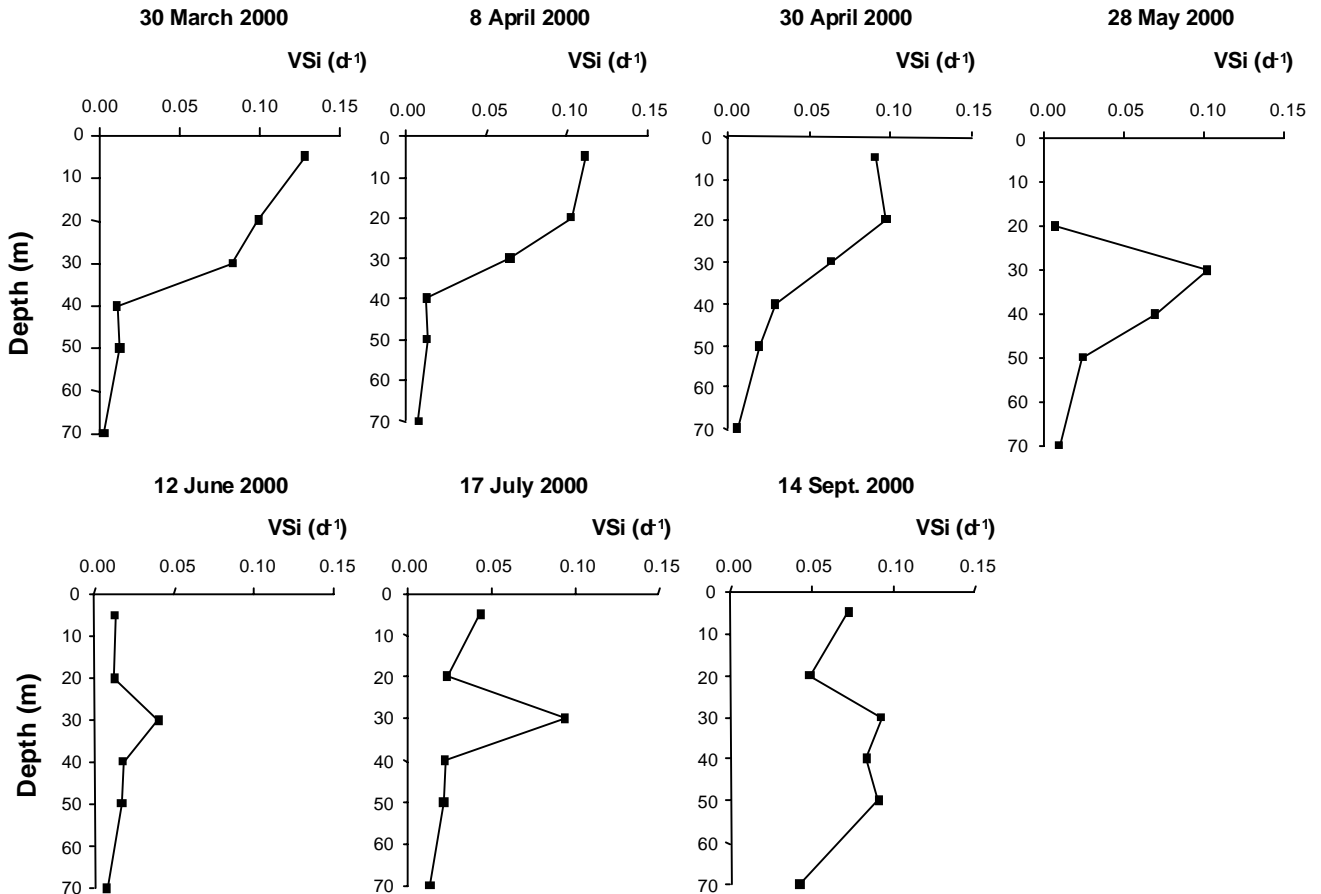 30 March 2000
8 April 2000
30 April 2000
28 May 2000
VSi (d-1)
VSi (d-1)
VSi (d-1)
VSi (d-1)
0.00 0.05 0.10 0.15
0.00 0.05 0.10 0.15
0.00 0.05 0.10 0.15
0.00 0.05 0.10 0.15
Depth (m)
0
10
20
30
40
50
60
70
0
10
20
30
40
50
60
70
0
10
20
30
40
50
60
70
0
10
20
30
40
50
60
70
12 June 2000
17 July 2000
14 Sept. 2000
VSi (d-1)
VSi (d-1)
VSi (d-1)
0.00 0.05 0.10 0.15
0.00 0.05 0.10 0.15
0.00 0.05 0.10 0.15
Depth (m)
0
10
20
30
40
50
60
70
0
10
20
30
40
50
60
70
0
10
20
30
40
50
60
70